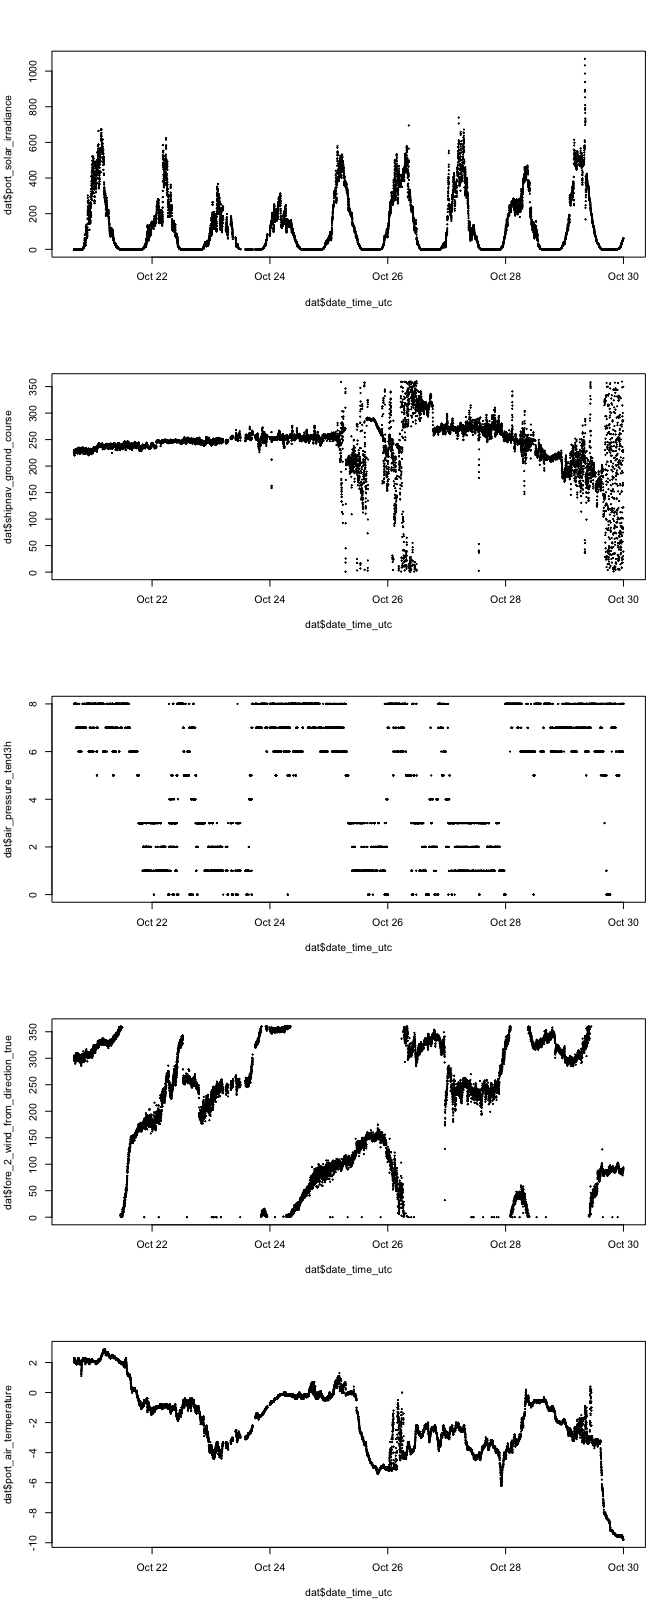 dat$port_solar_irradiance
0 200 400 600 800 1000
Oct 22 Oct 24 Oct 26 Oct 28 Oct 30
dat$date_time_utc
dat$shipnav_ground_course
0 50 100 150 200 250 300 350
Oct 22 Oct 24 Oct 26 Oct 28 Oct 30
dat$date_time_utc
dat$air_pressure_tend3h
0 2 4 6 8
Oct 22 Oct 24 Oct 26 Oct 28 Oct 30
dat$date_time_utc
dat$fore_2_wind_from_direction_true
0 50 100 150 200 250 300 350
Oct 22 Oct 24 Oct 26 Oct 28 Oct 30
dat$date_time_utc
dat$port_air_temperature
-10 -8 -6 -4 -2 0 2
Oct 22 Oct 24 Oct 26 Oct 28 Oct 30
dat$date_time_utc